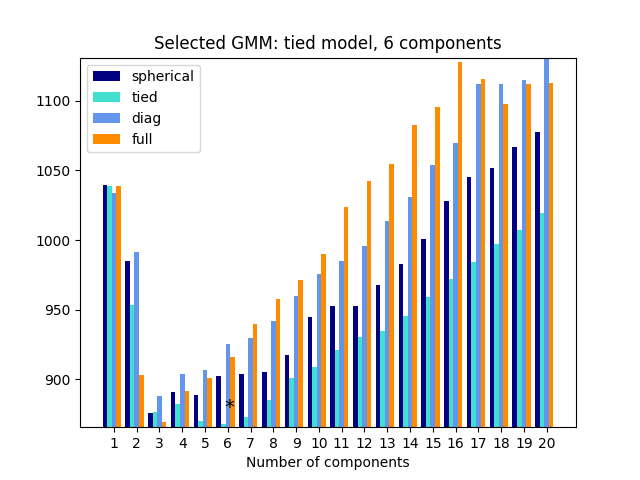 Selected GMM: tied model, 6 components
spherical
tied
diag
full
1100
1050
1000
950
900
*
1 2 3 4 5 6 7 8 9 10 11 12 13 14 15 16 17 18 19 20
Number of components